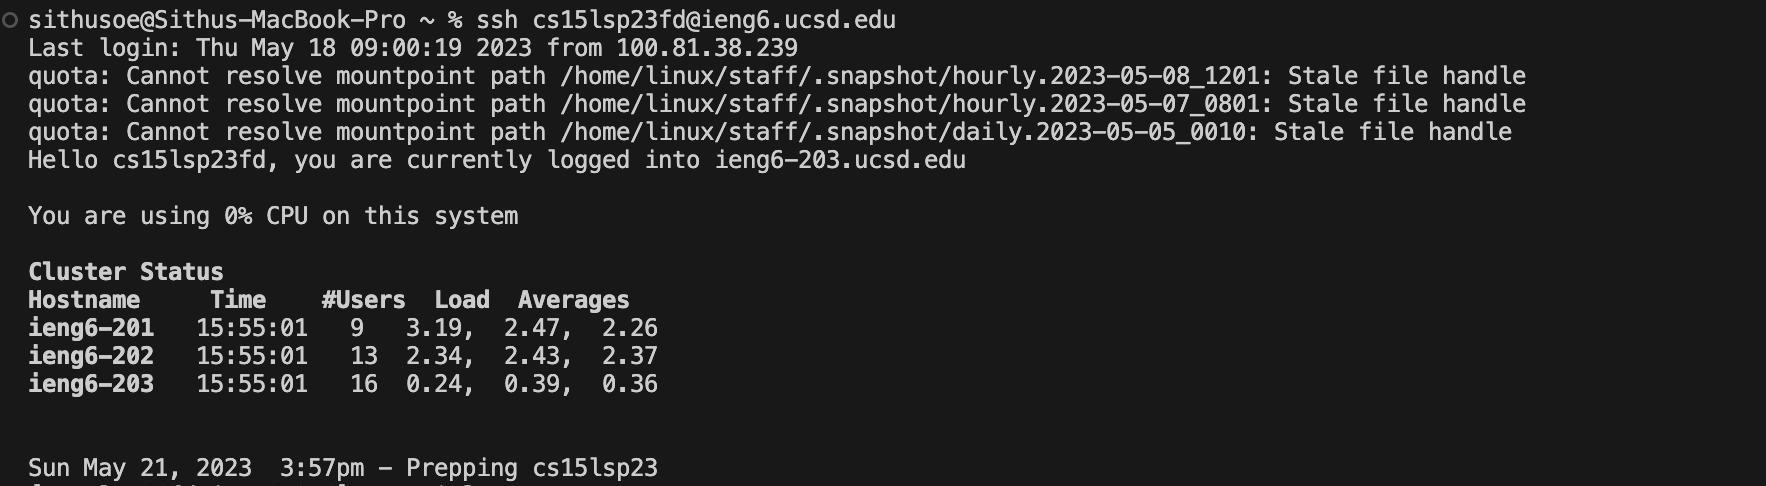 sithusoe@Sithus-MacBook-Pro ~ % ssh cs15lsp23fd@ieng6.ucsd.edu
Last login: Thu May 18 09:00:19 2023 from 100.81.38.239
quota: Cannot resolve mountpoint path /home/linux/staff/.snapshot/hourly.2023-05-08_1201: Stale file handle
quota: Cannot resolve mountpoint path /home/linux/staff/.snapshot/hourly.2023-05-07_0801: Stale file handle
quota: Cannot resolve mountpoint path /home/linux/staff/.snapshot/daily.2023-05-05_0010: Stale file handle
Hello cs15lsp23fd, you are currently logged into ieng6-203.ucsd.edu
You are using 0% CPU on this system
Cluster Status
Hostname     Time    #Users  Load  Averages
ieng6-201   15:55:01   9   3.19,  2.47,  2.26
ieng6-202   15:55:01   13  2.34,  2.43,  2.37
ieng6-203   15:55:01   16  0.24,  0.39,  0.36
Sun May 21, 2023  3:57pm - Prepping cs15lsp23